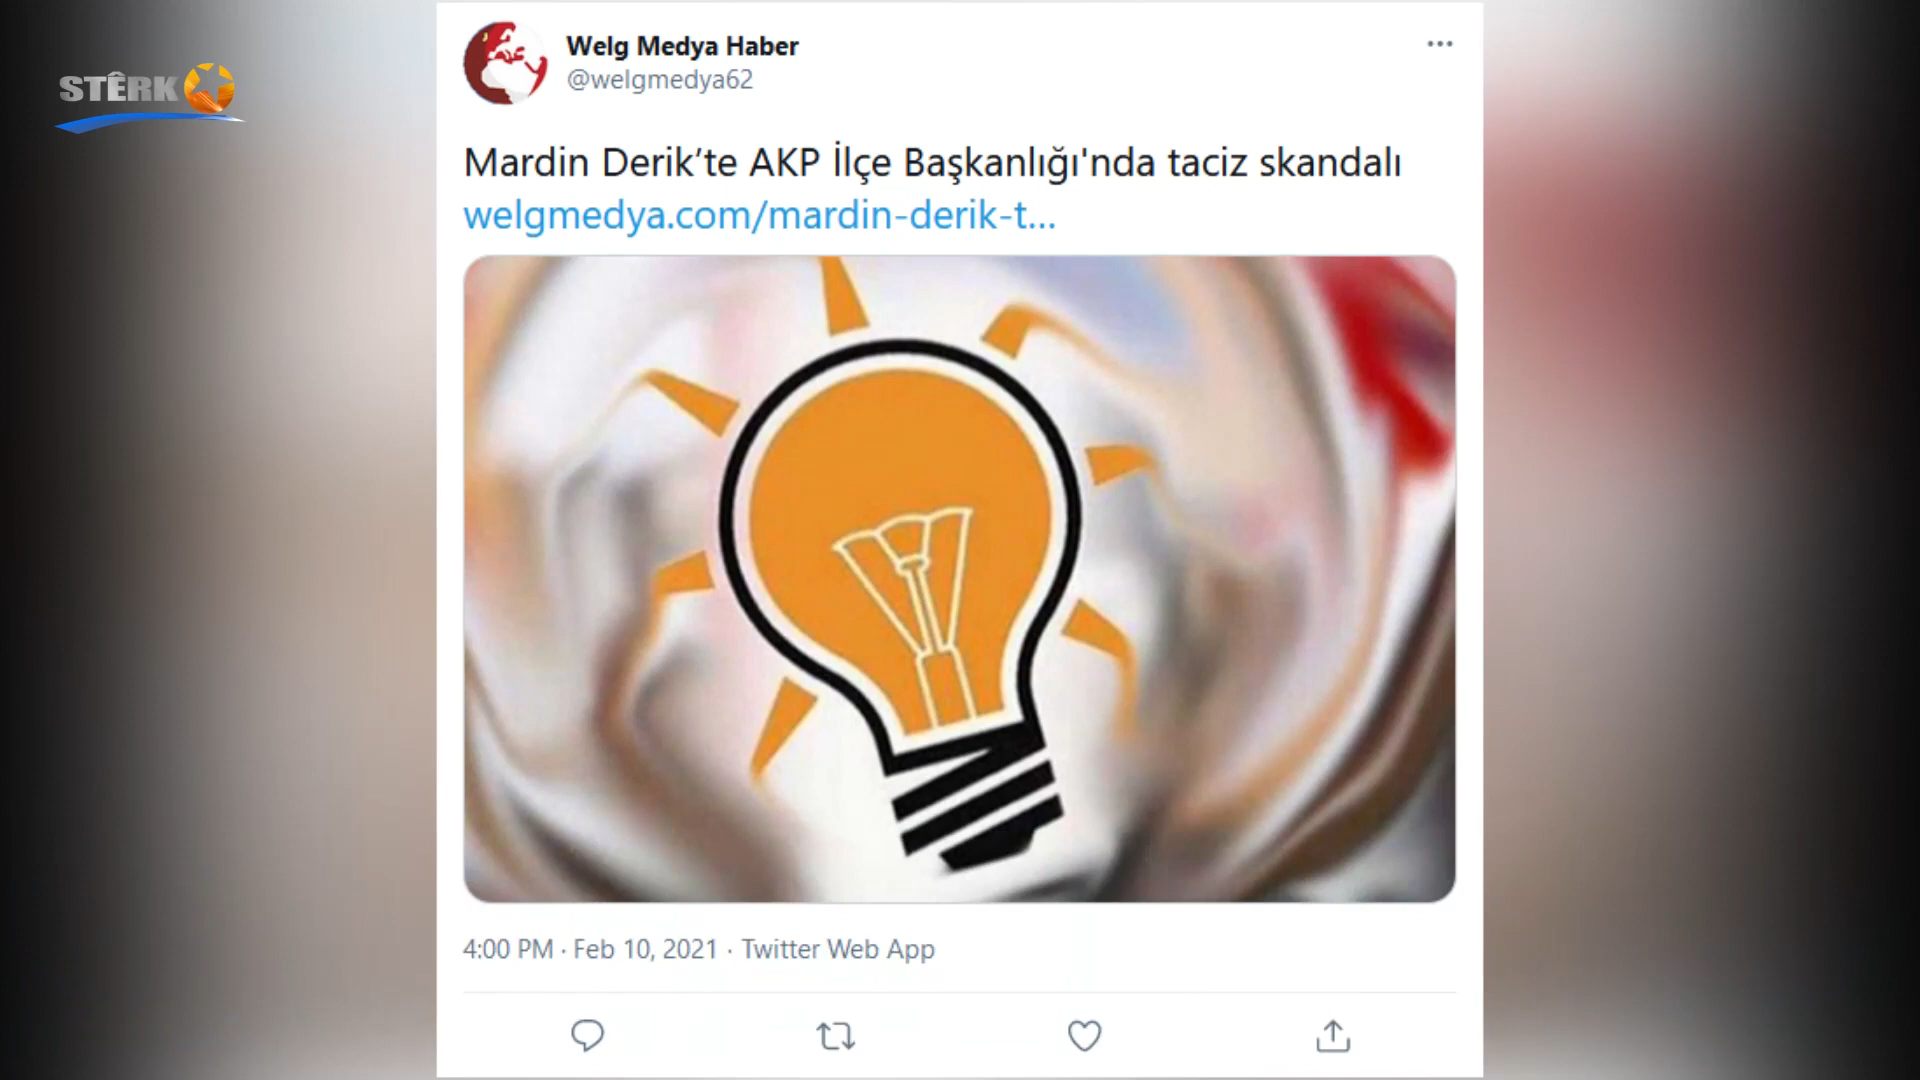 STÊRK
Welg Medya Haber
@welgmedya62
Mardin Derik’te AKP İlçe Başkanlığı'nda taciz skandalı
welgmedya.com/mardin-derik-t...
4:00 PM · Feb 10, 2021 · Twitter Web App